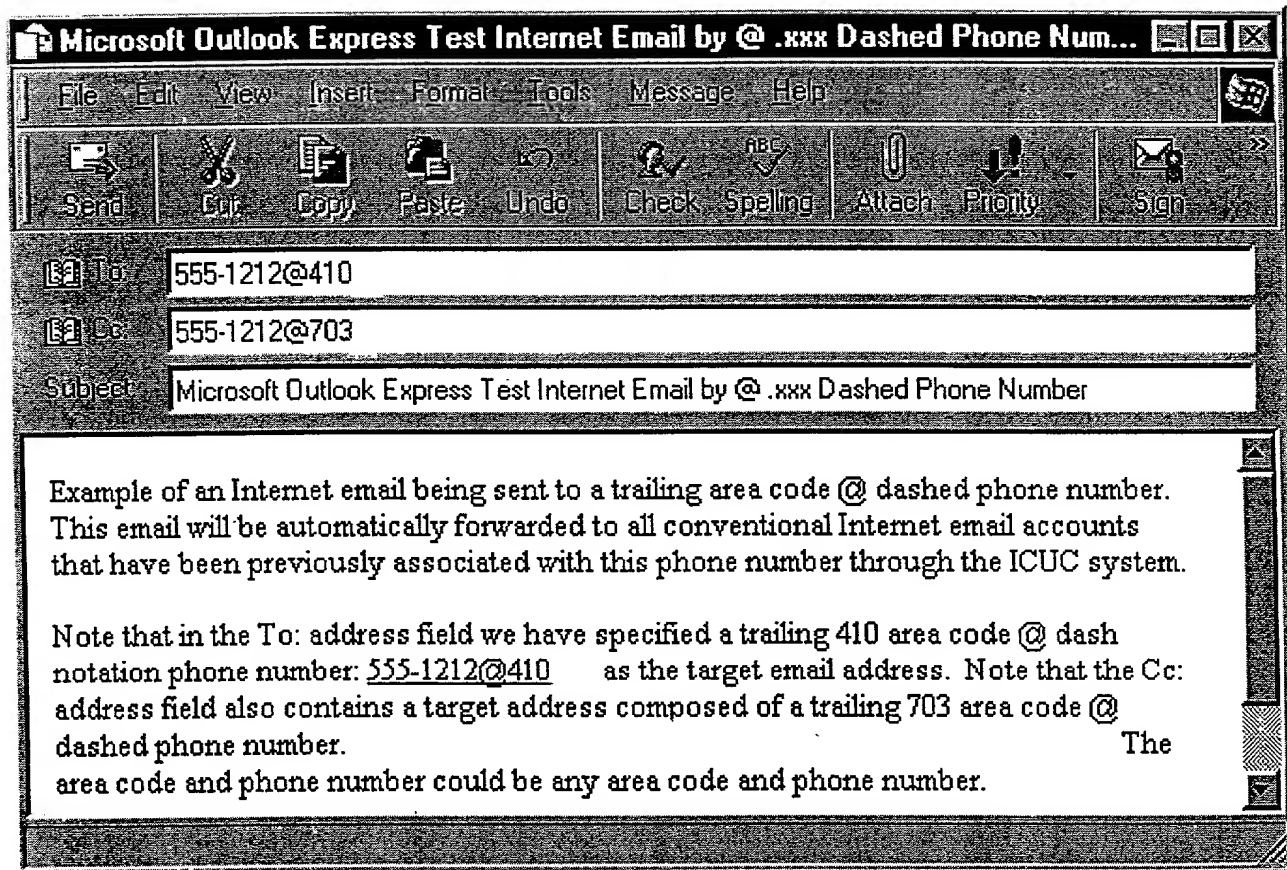 Microsoft Outlook Express Test Internet Email by @ .xxx Dashed Phone Num...
File Edit View Insert Format Tools Message Help
ABC
Send Cut Copy Paste Undo Check Spelling Attach Priority Sign
To: 555-1212@410
Cc: 555-1212@703
Subject: Microsoft Outlook Express Test Internet Email by @ .xxx Dashed Phone Number
Example of an Internet email being sent to a trailing area code @ dashed phone number.
This email will be automatically forwarded to all conventional Internet email accounts
that have been previously associated with this phone number through the ICUC system.
Note that in the To: address field we have specified a trailing 410 area code @ dash
notation phone number: 555-1212@410 as the target email address. Note that the Cc:
address field also contains a target address composed of a trailing 703 area code @
dashed phone number. The
area code and phone number could be any area code and phone number.